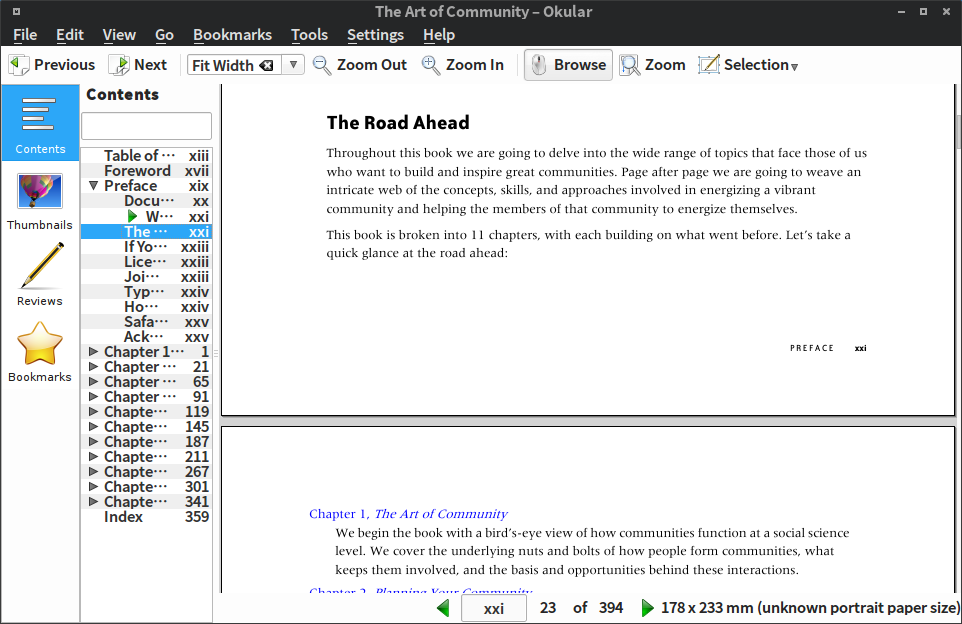 The Art of Community – Okular
File Edit View Go Bookmarks Tools Settings Help
Previous Next Fit Width Zoom Out Zoom In Browse Zoom Selection
Contents
Contents
Thumbnails
Reviews
Bookmarks
Table of ··· xiii
Foreword xvii
Preface xix
Docu··· xx
W··· xxi
The ··· xxi
If Yo··· xxiii
Lice··· xxiii
Joi··· xxiii
Typ··· xxiv
Ho··· xxiv
Safa··· xxv
Ack··· xxv
Chapter 1··· 1
Chapter ··· 21
Chapter ··· 65
Chapter ··· 91
Chapte··· 119
Chapte··· 145
Chapte··· 187
Chapte··· 211
Chapte··· 267
Chapte··· 301
Chapte··· 341
Index 359
The Road Ahead
Throughout this book we are going to delve into the wide range of topics that face those of us
who want to build and inspire great communities. Page after page we are going to weave an
intricate web of the concepts, skills, and approaches involved in energizing a vibrant
community and helping the members of that community to energize themselves.
This book is broken into 11 chapters, with each building on what went before. Let’s take a
quick glance at the road ahead:
PREFACE xxi
Chapter 1, The Art of Community
We begin the book with a bird’s-eye view of how communities function at a social science
level. We cover the underlying nuts and bolts of how people form communities, what
keeps them involved, and the basis and opportunities behind these interactions.
Chapter 2, Planning Your Community
xxi 23 of 394 178 x 233 mm (unknown portrait paper size)